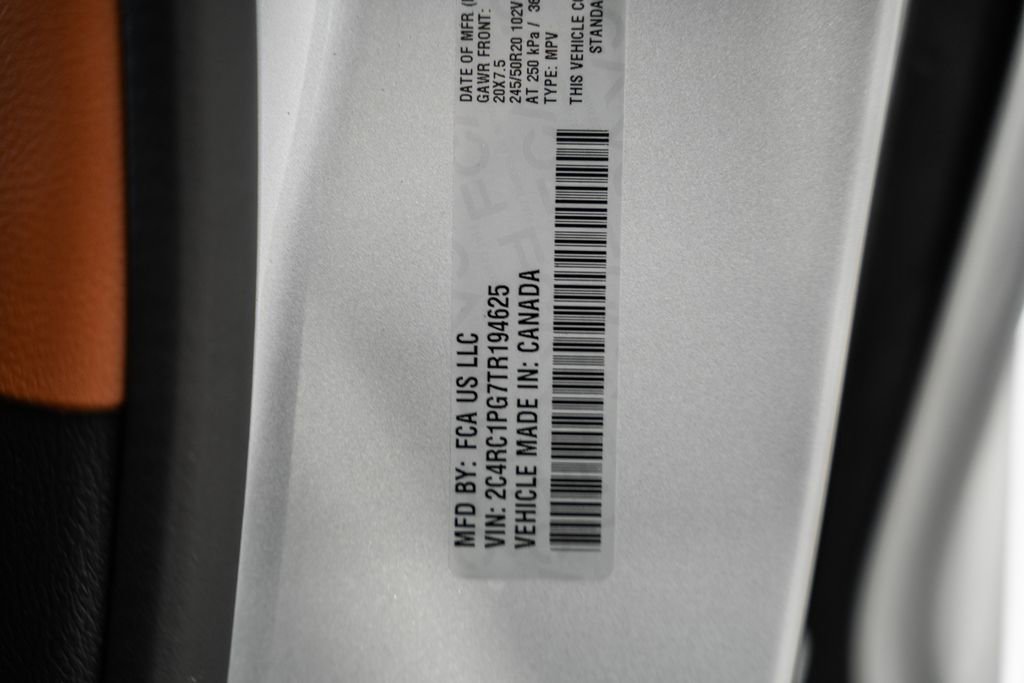 MFD BY: FCA US LLC
VIN: 2C4RC1PG7TR194625
VEHICLE MADE IN: CANADA
DATE OF MFR
GAWR FRONT:
20X7.5
245/50R20 102V
AT 250 kPa / 36
TYPE: MPV
THIS VEHICLE